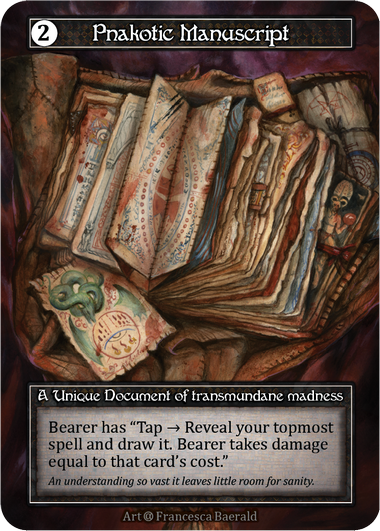 2
Pnakotic Manuscript
A Unique Document of transmundane madness
Bearer has “Tap → Reveal your topmost
spell and draw it. Bearer takes damage
equal to that card’s cost.”
An understanding so vast it leaves little room for sanity.
Art @ Francesca Baerald